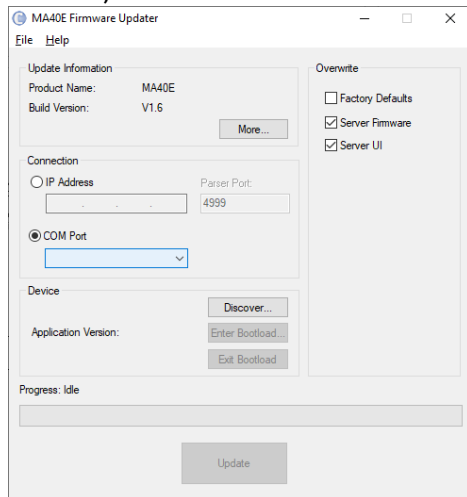 MA40E Firmware Updater
File Help
Update Information
Product Name: MA40E
Build Version: V1.6
More...
Connection
IP Address
Parser Port:
. . .
4999
COM Port
Device
Discover...
Application Version:
Enter Bootload...
Exit Bootload
Overwrite
Factory Defaults
Server Firmware
Server UI
Progress: Idle
Update